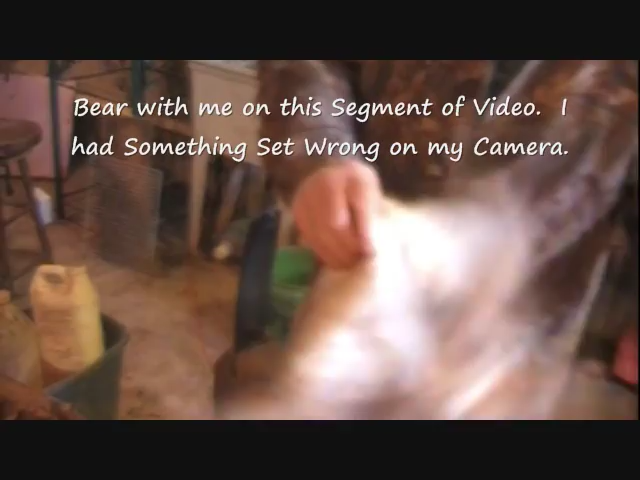 Bear with me on this Segment of Video.  I
had Something Set Wrong on my Camera.